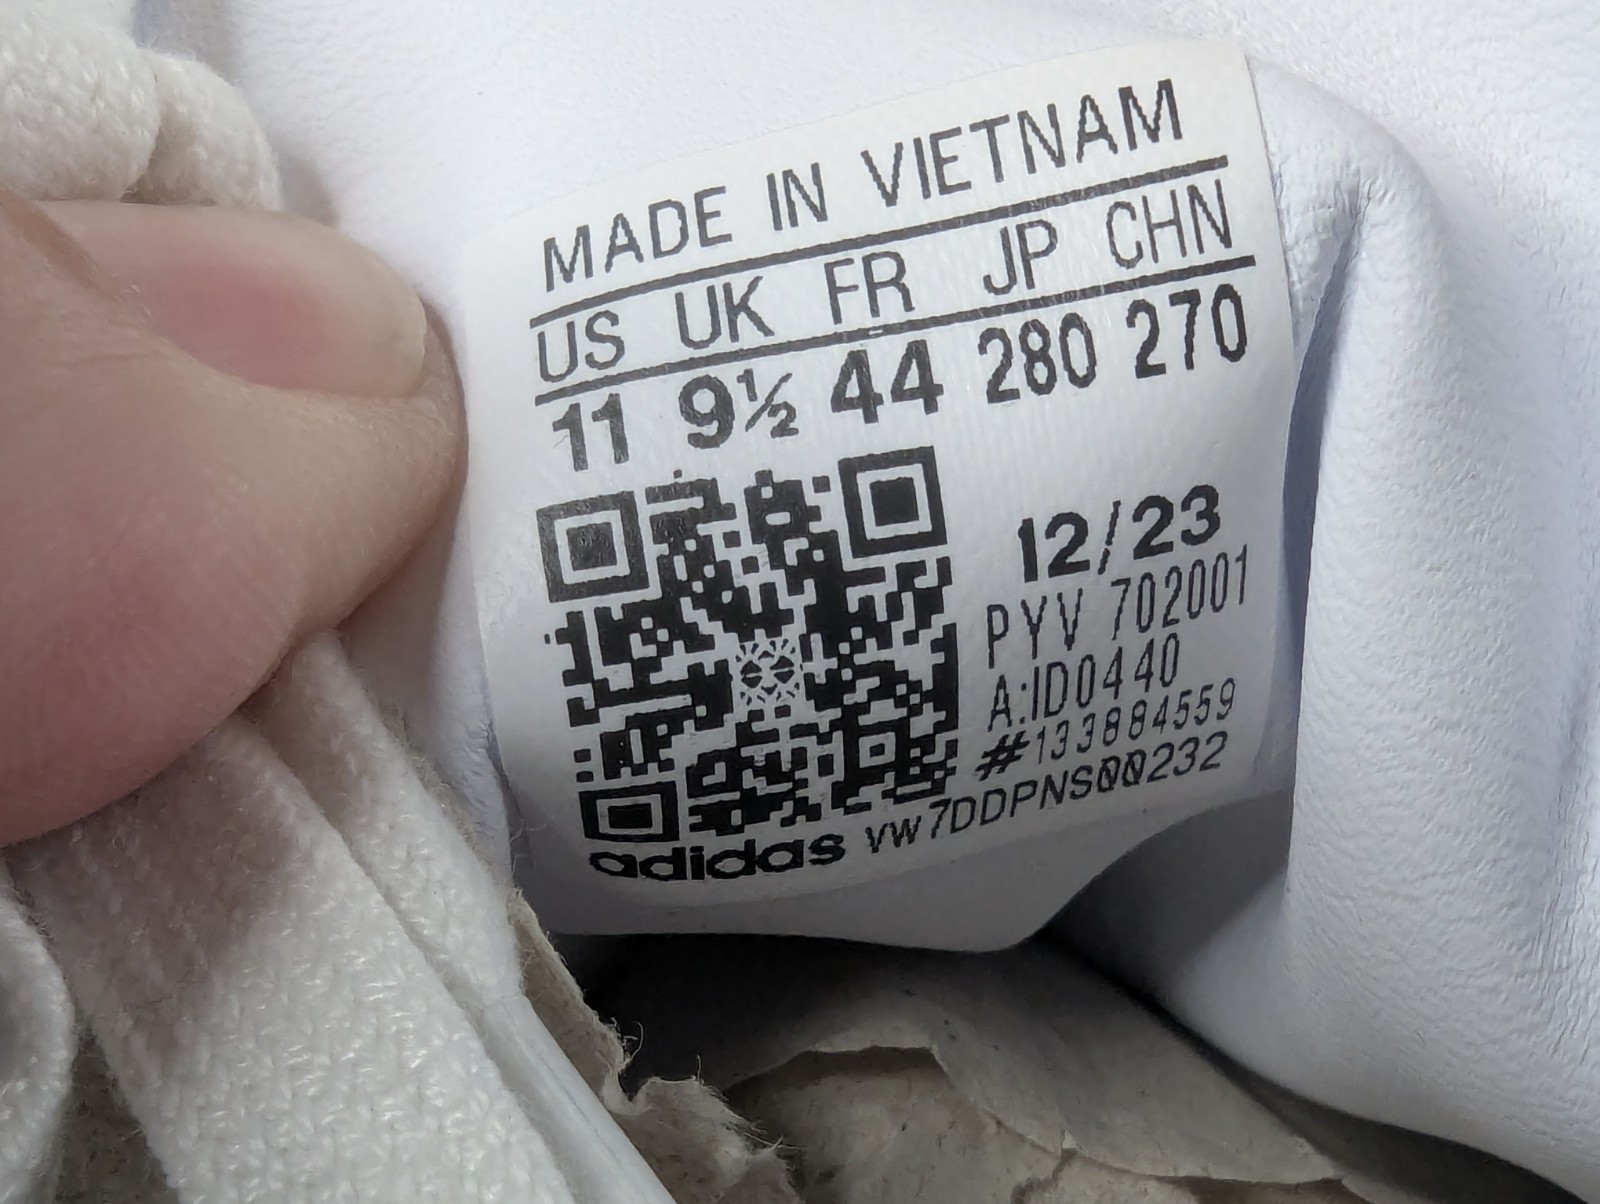 MADE IN VIETNAM
US UK FR JP CHN
11 9½ 44 280 270
12/23
PYV 702001
A:ID0440
#133884559
adidas VW7DDPNS00232